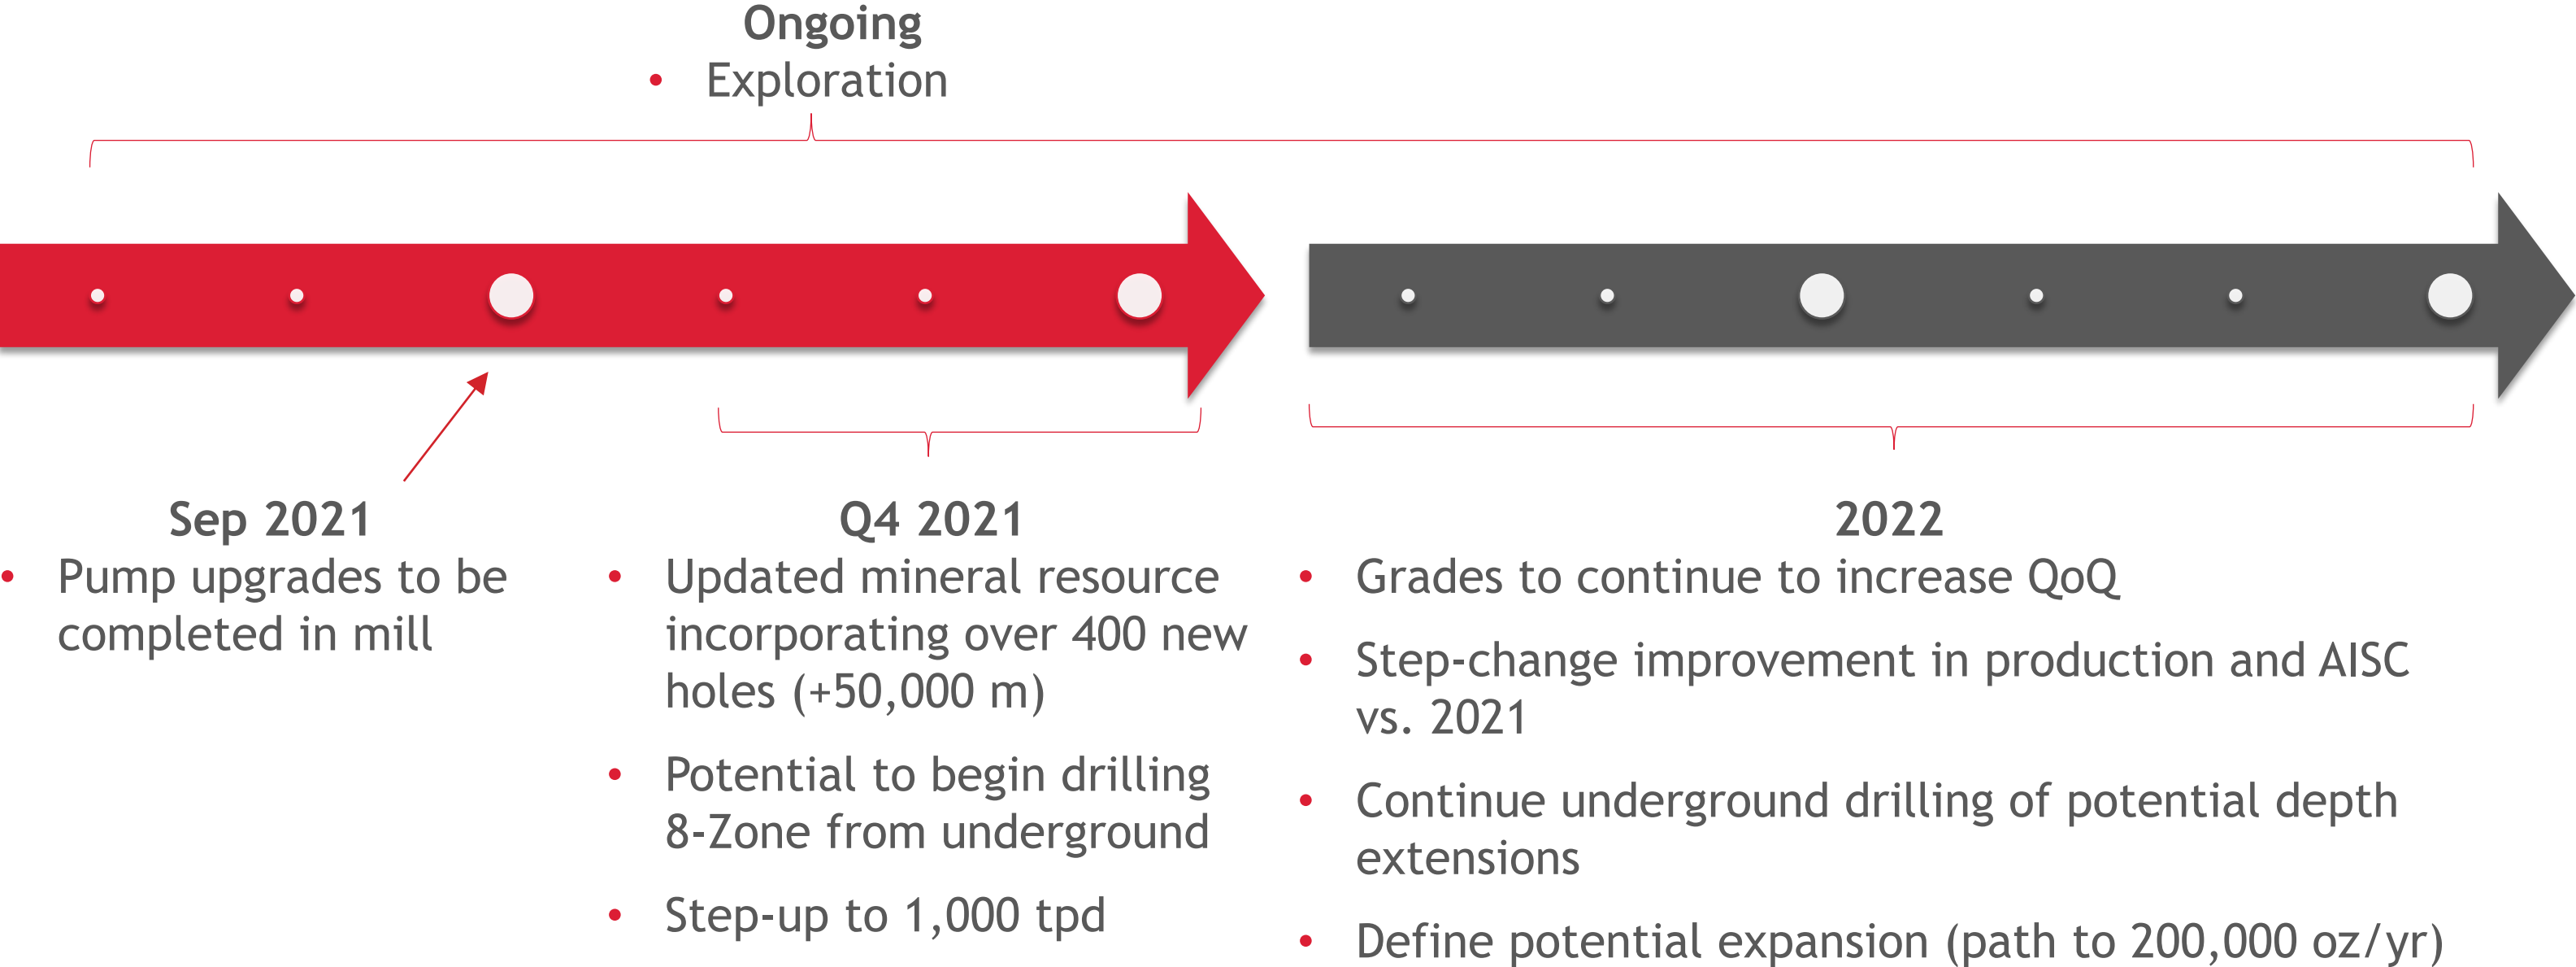 Ongoing
• Exploration
Sep 2021
• Pump upgrades to be
completed in mill
Q4 2021
• Updated mineral resource
incorporating over 400 new
holes (+50,000 m)
• Potential to begin drilling
8-Zone from underground
• Step-up to 1,000 tpd
2022
• Grades to continue to increase QoQ
• Step-change improvement in production and AISC
vs. 2021
• Continue underground drilling of potential depth
extensions
• Define potential expansion (path to 200,000 oz/yr)